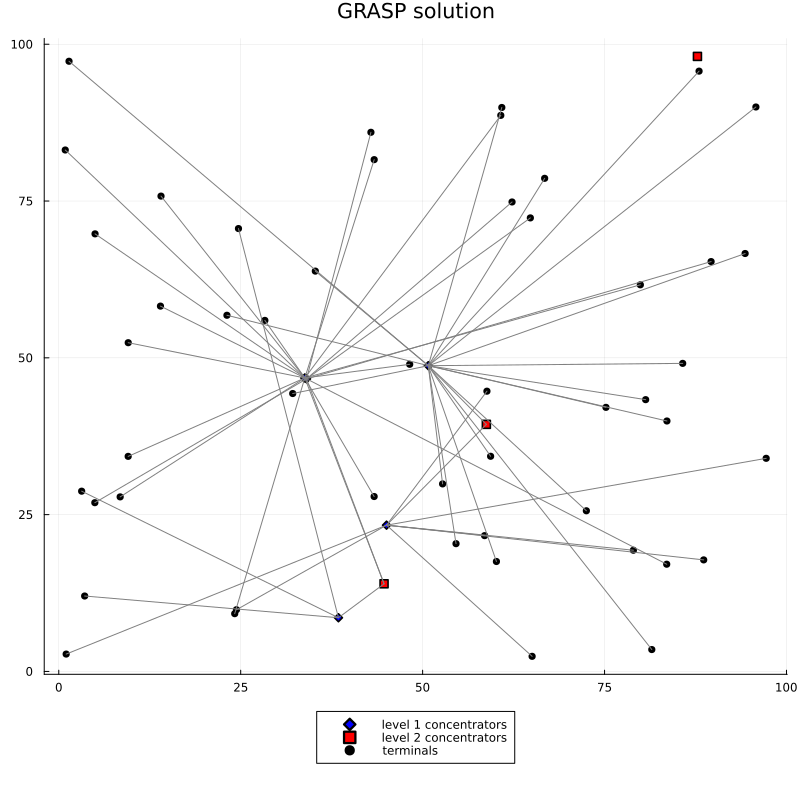 GRASP solution
100
75
50
25
0
0 25 50 75 100
level 1 concentrators
level 2 concentrators
terminals